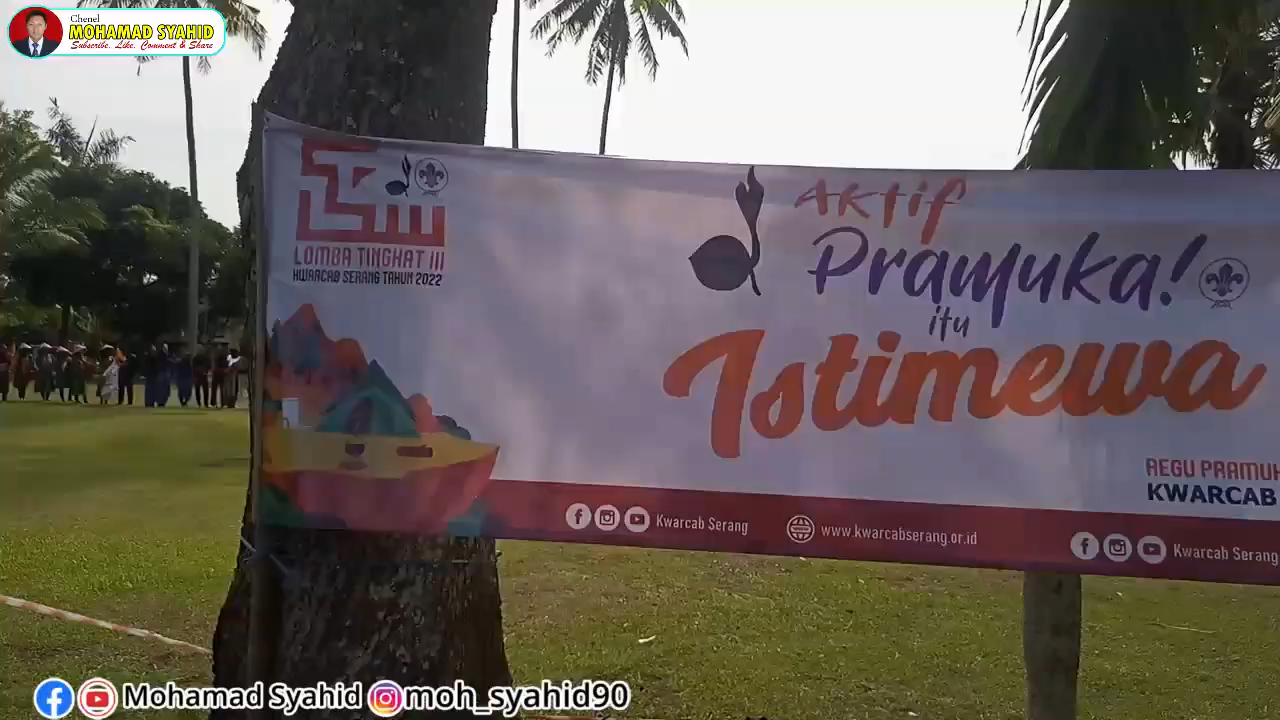 Chenel
MOHAMAD SYAHID
Subscribe. Like. Comment & Share
LOMBA TINGKAT III
KWARCAB SERANG TAHUN 2022
Aktif
Pramuka!
itu
Istimewa
REGU PRAMUK
KWARCAB
Kwarcab Serang
www.kwarcabserang.or.id
Kwarcab Serang
Mohamad Syahid
moh_syahid90